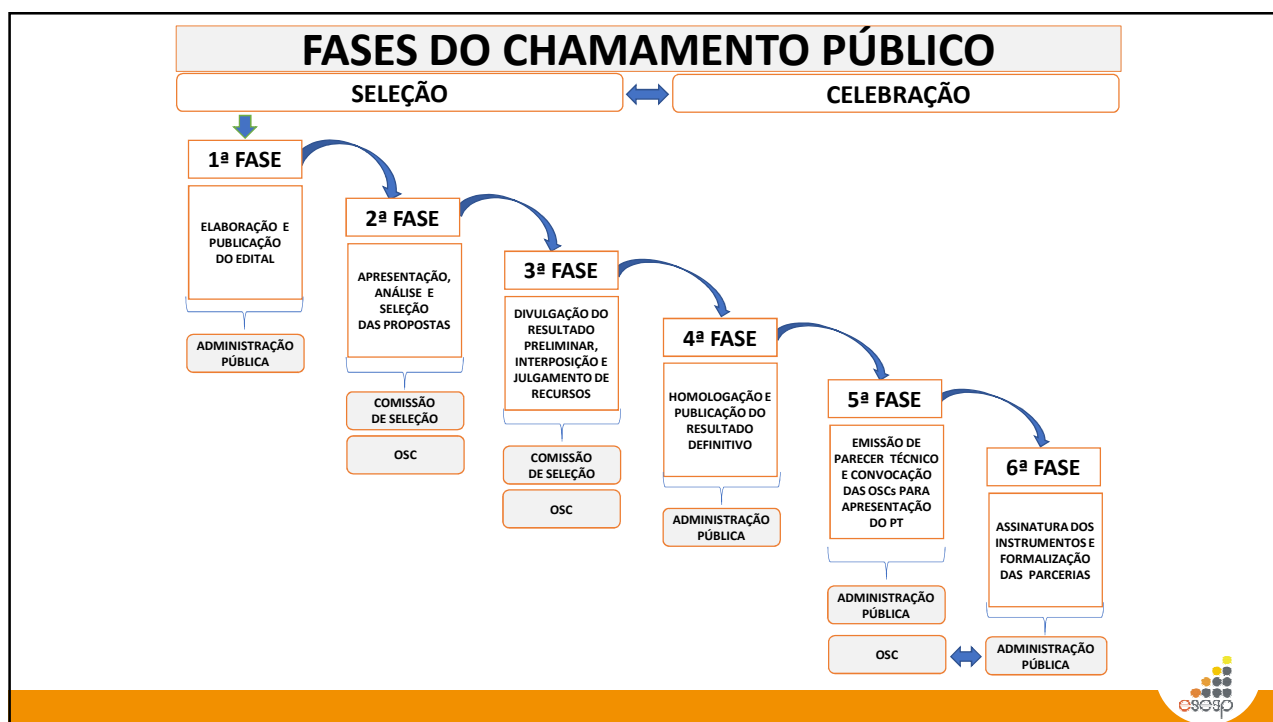 FASES DO CHAMAMENTO PÚBLICO
SELEÇÃO
CELEBRAÇÃO
1ª FASE
ELABORAÇÃO E
PUBLICAÇÃO
DO EDITAL
ADMINISTRAÇÃO
PÚBLICA
2ª FASE
APRESENTAÇÃO,
ANÁLISE E
SELEÇÃO
DAS PROPOSTAS
COMISSÃO
DE SELEÇÃO
OSC
3ª FASE
DIVULGAÇÃO DO
RESULTADO
PRELIMINAR,
INTERPOSIÇÃO E
JULGAMENTO DE
RECURSOS
COMISSÃO
DE SELEÇÃO
OSC
4ª FASE
HOMOLOGAÇÃO E
PUBLICAÇÃO DO
RESULTADO
DEFINITIVO
ADMINISTRAÇÃO
PÚBLICA
5ª FASE
EMISSÃO DE
PARECER TÉCNICO
E CONVOCAÇÃO
DAS OSCs PARA
APRESENTAÇÃO
DO PT
ADMINISTRAÇÃO
PÚBLICA
OSC
6ª FASE
ASSINATURA DOS
INSTRUMENTOS E
FORMALIZAÇÃO
DAS PARCERIAS
ADMINISTRAÇÃO
PÚBLICA
esesp